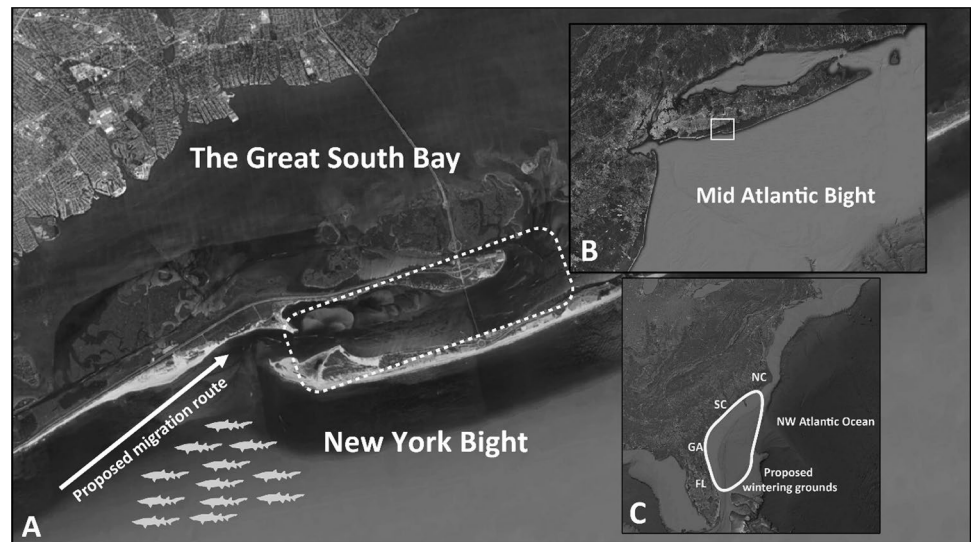 The Great South Bay
New York Bight
Proposed migration route
A
Mid Atlantic Bight
B
NC
SC
NW Atlantic Ocean
GA
Proposed
wintering grounds
FL
C